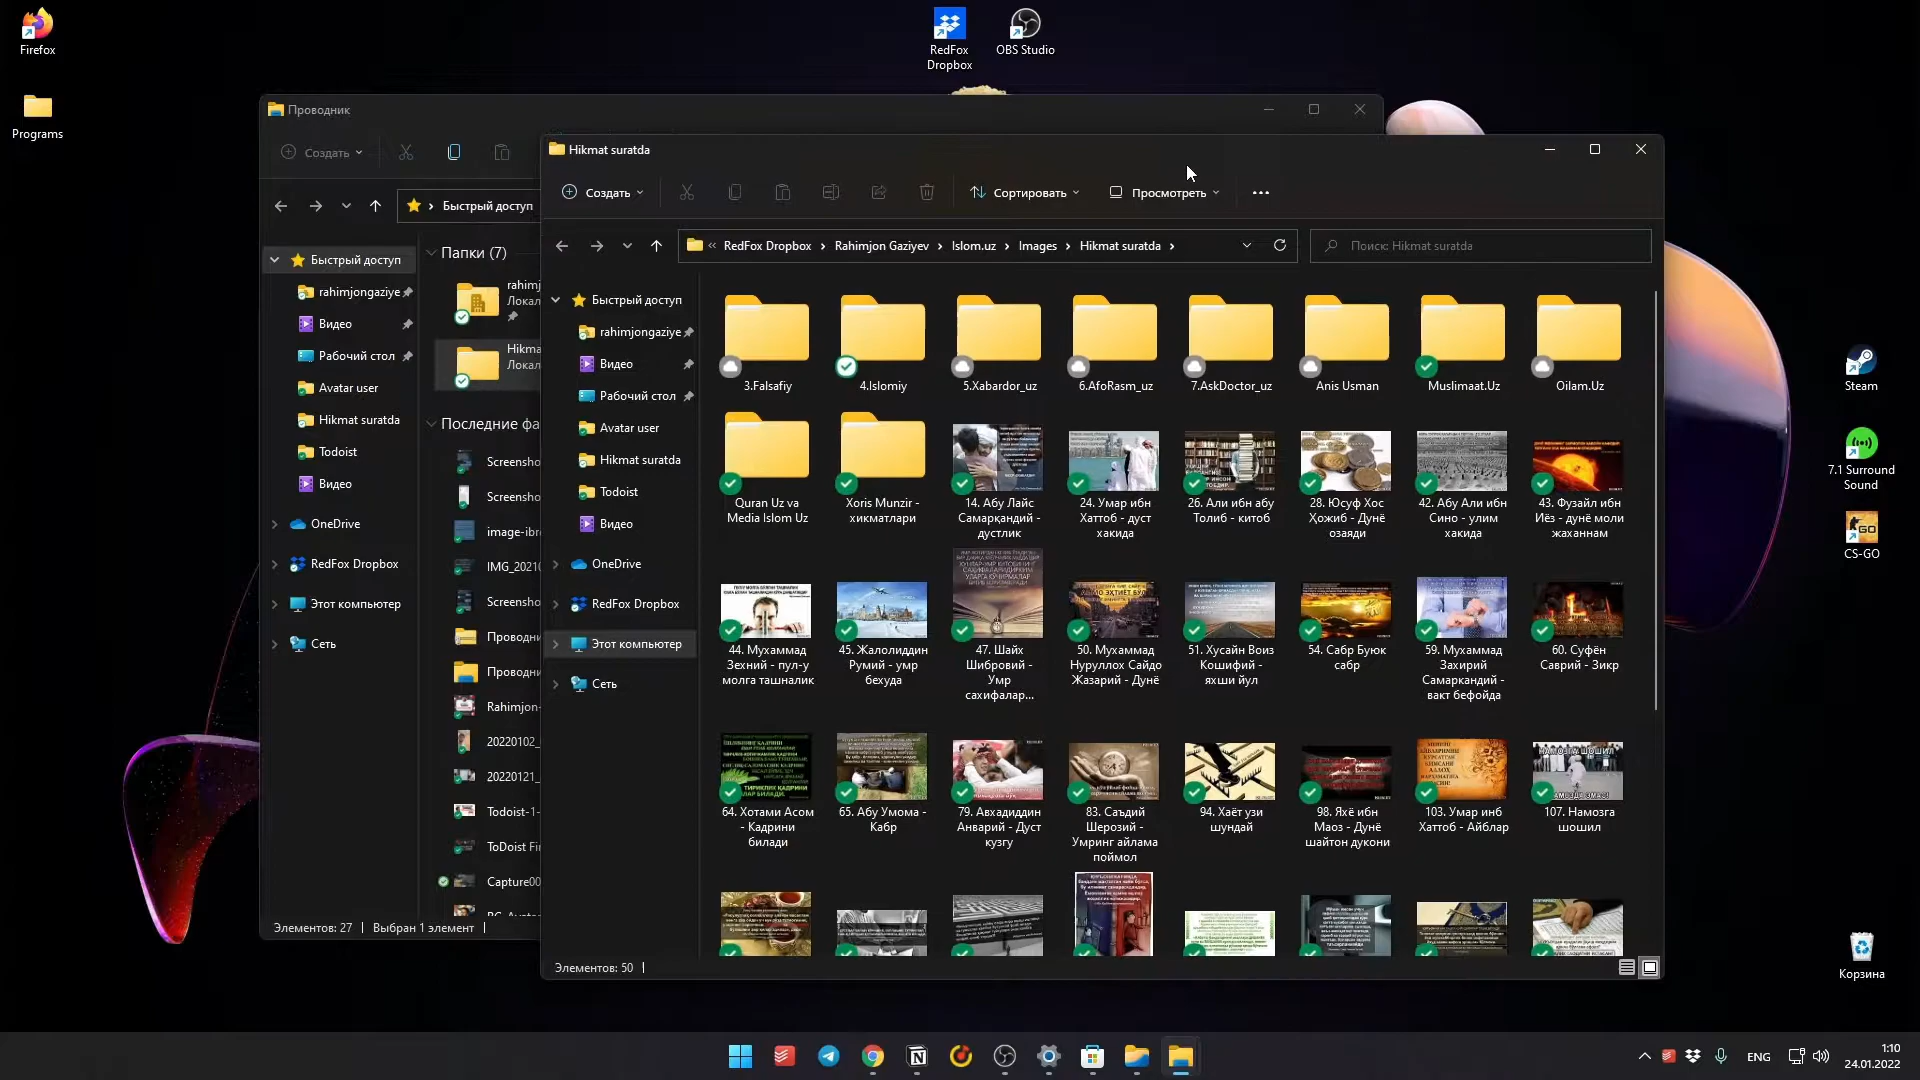 Firefox
Programs
RedFox
Dropbox
OBS Studio
Steam
7.1 Surround
Sound
CS-GO
Корзина
Проводник
Создать
Быстрый доступ
Быстрый доступ
rahimjongaziye
Видео
Рабочий стол
Avatar user
Hikmat suratda
Todoist
Видео
OneDrive
RedFox Dropbox
Этот компьютер
Сеть
Папки (7)
Последние фа
Screensho
Screensho
image-ibr
IMG_2021
Screensho
Проводни
Проводни
Rahimjon-
20220102_
20220121_
Todoist-1-
ToDoist Fi
Capture00
Элементов: 27
Выбран 1 элемент
Hikmat suratda
Создать
Сортировать
Просмотреть
RedFox Dropbox
Rahimjon Gaziyev
Islom.uz
Images
Hikmat suratda
Поиск: Hikmat suratda
Быстрый доступ
rahimjongaziye
Видео
Рабочий стол
Avatar user
Hikmat suratda
Todoist
Видео
OneDrive
RedFox Dropbox
Этот компьютер
Сеть
3.Falsafiy
4.Islomiy
5.Xabardor_uz
6.AfoRasm_uz
7.AskDoctor_uz
Anis Usman
Muslimaat.Uz
Oilam.Uz
Quran Uz va
Media Islom Uz
Xoris Munzir -
хикматлари
14. Абу Лайс
Самарқандий -
дустлик
24. Умар ибн
Хаттоб - дуст
хакида
26. Али ибн абу
Толиб - китоб
28. Юсуф Хос
Ҳожиб - Дунё
озаяди
42. Абу Али ибн
Сино - улим
хакида
43. Фузайл ибн
Иёз - дунё моли
жаханнам
44. Мухаммад
Зехний - пул-у
молга ташналик
45. Жалолиддин
Румий - умр
бехуда
47. Шайх
Шибровий -
Умр
сахифалар...
50. Мухаммад
Нуруллох Сайдо
Жазарий - Дунё
51. Хусайн Воиз
Кошифий -
яхши йул
54. Сабр Буюк
сабр
59. Мухаммад
Захирий
Самаркандий -
вакт бефойда
60. Суфён
Саврий - Зикр
64. Хотами Асом
- Кадрини
билади
65. Абу Умома -
Кабр
79. Авхадиддин
Анварий - Дуст
кузгу
83. Саъдий
Шерозий -
Умринг айлама
поймол
94. Хаёт узи
шундай
98. Яхё ибн
Маоз - Дунё
шайтон дукони
103. Умар инб
Хаттоб - Айблар
107. Намозга
шошил
Элементов: 50
ENG
1:10
24.01.2022